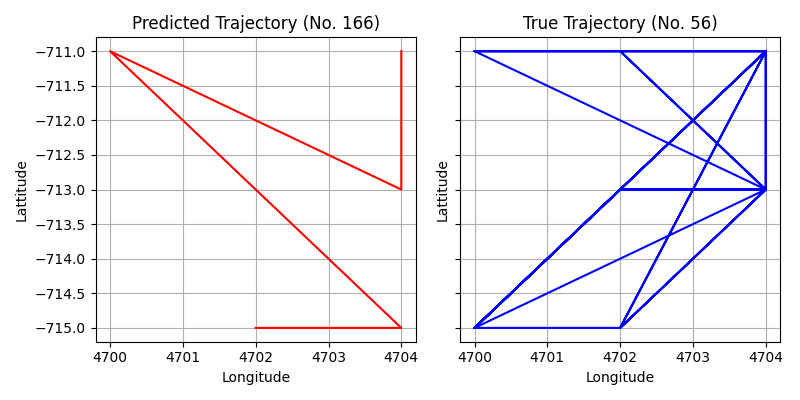 Predicted Trajectory (No. 166)
True Trajectory (No. 56)
−711.0
−711.5
−712.0
−712.5
−713.0
−713.5
−714.0
−714.5
−715.0
Lattitude
Lattitude
4700 4701 4702 4703 4704
4700 4701 4702 4703 4704
Longitude
Longitude